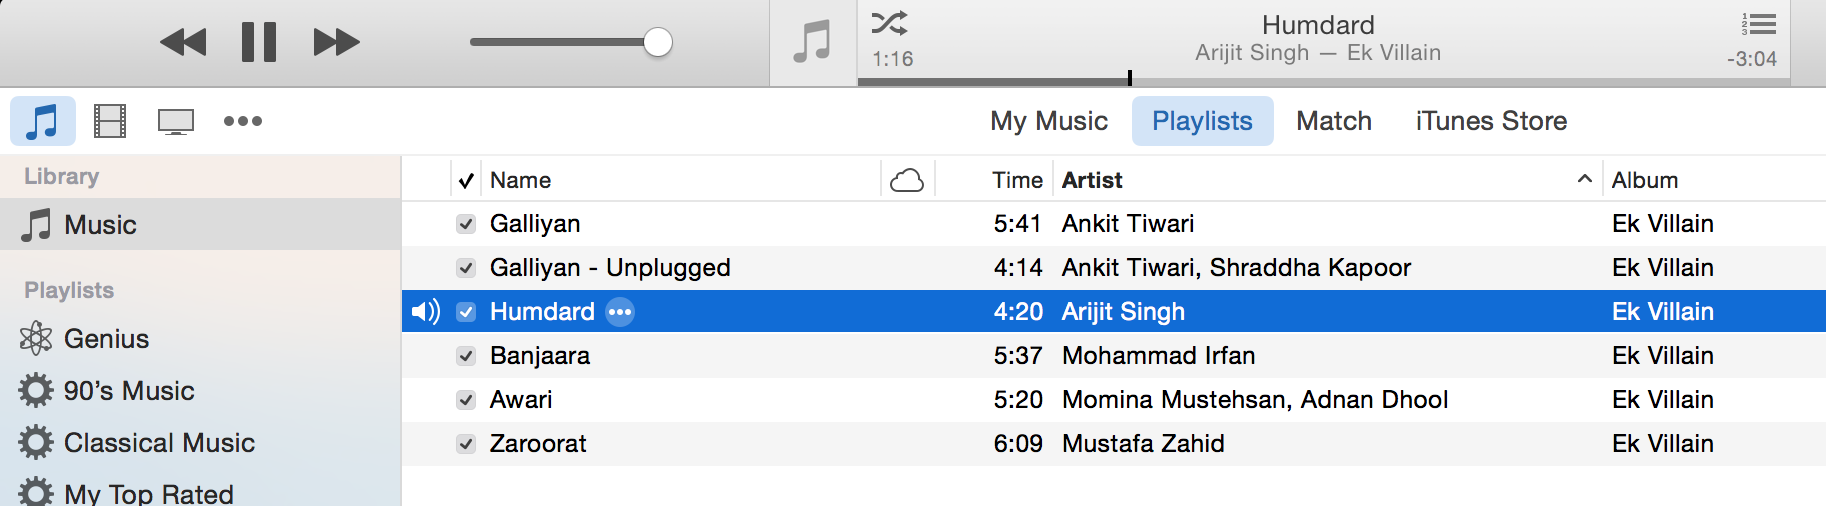 Humdard
1:16 Arijit Singh — Ek Villain -3:04
1
2
3
My Music Playlists Match iTunes Store
Library
Music
Playlists
Genius
90’s Music
Classical Music
My Top Rated
Name Time Artist Album
Galliyan 5:41 Ankit Tiwari Ek Villain
Galliyan - Unplugged 4:14 Ankit Tiwari, Shraddha Kapoor Ek Villain
Humdard 4:20 Arijit Singh Ek Villain
Banjaara 5:37 Mohammad Irfan Ek Villain
Awari 5:20 Momina Mustehsan, Adnan Dhool Ek Villain
Zaroorat 6:09 Mustafa Zahid Ek Villain